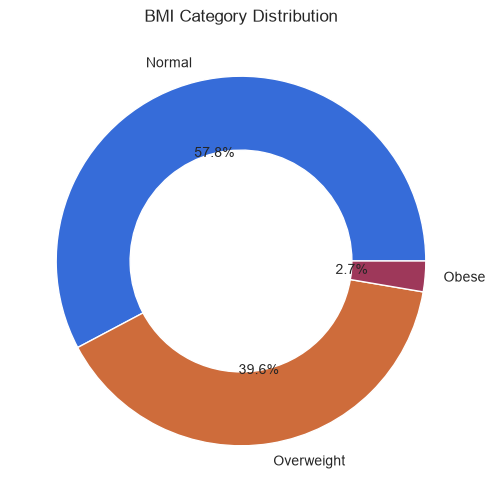 BMI Category Distribution
Normal
57.8%
2.7%
Obese
39.6%
Overweight